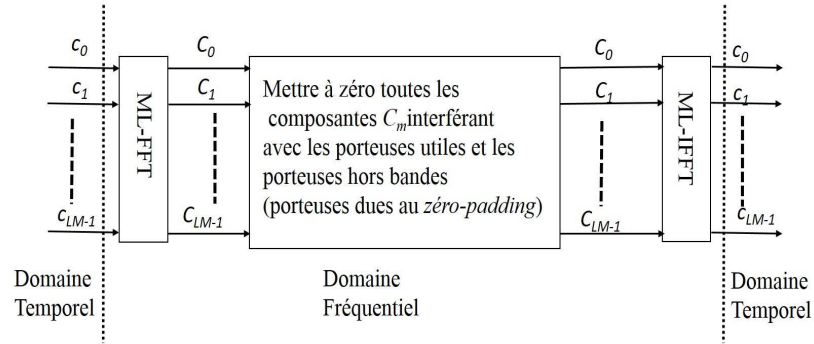 c0
C0
C0
c0
c1
C1
C1
c1
ML-FFT
Mettre à zéro toutes les
composantes Cm interférant
avec les porteuses utiles et les
porteuses hors bandes
(porteuses dues au zéro-padding)
ML-IFFT
cLM-1
CLM-1
CLM-1
cLM-1
Domaine
Temporel
Domaine
Fréquentiel
Domaine
Temporel